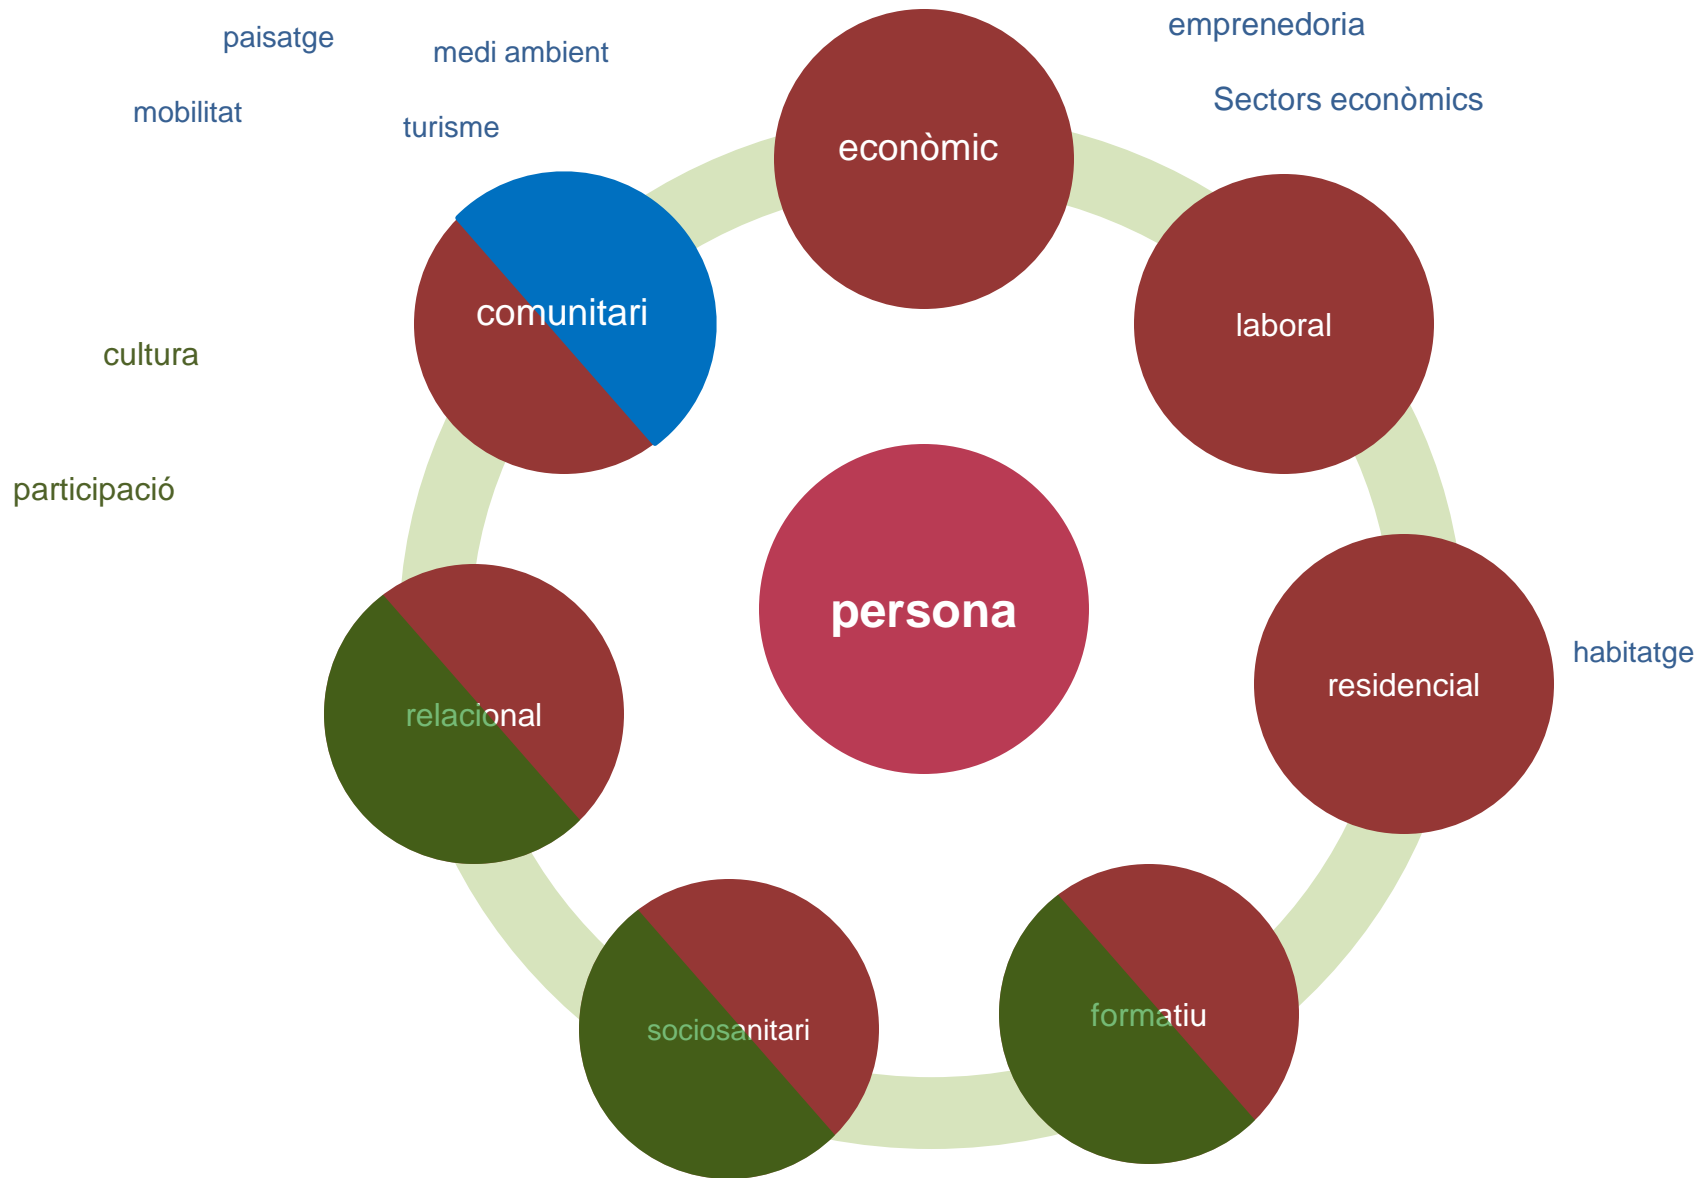 emprenedoria
paisatge
medi ambient
Sectors econòmics
mobilitat
turisme
econòmic
comunitari
laboral
cultura
participació
persona
habitatge
residencial
relacional
formatiu
sociosanitari